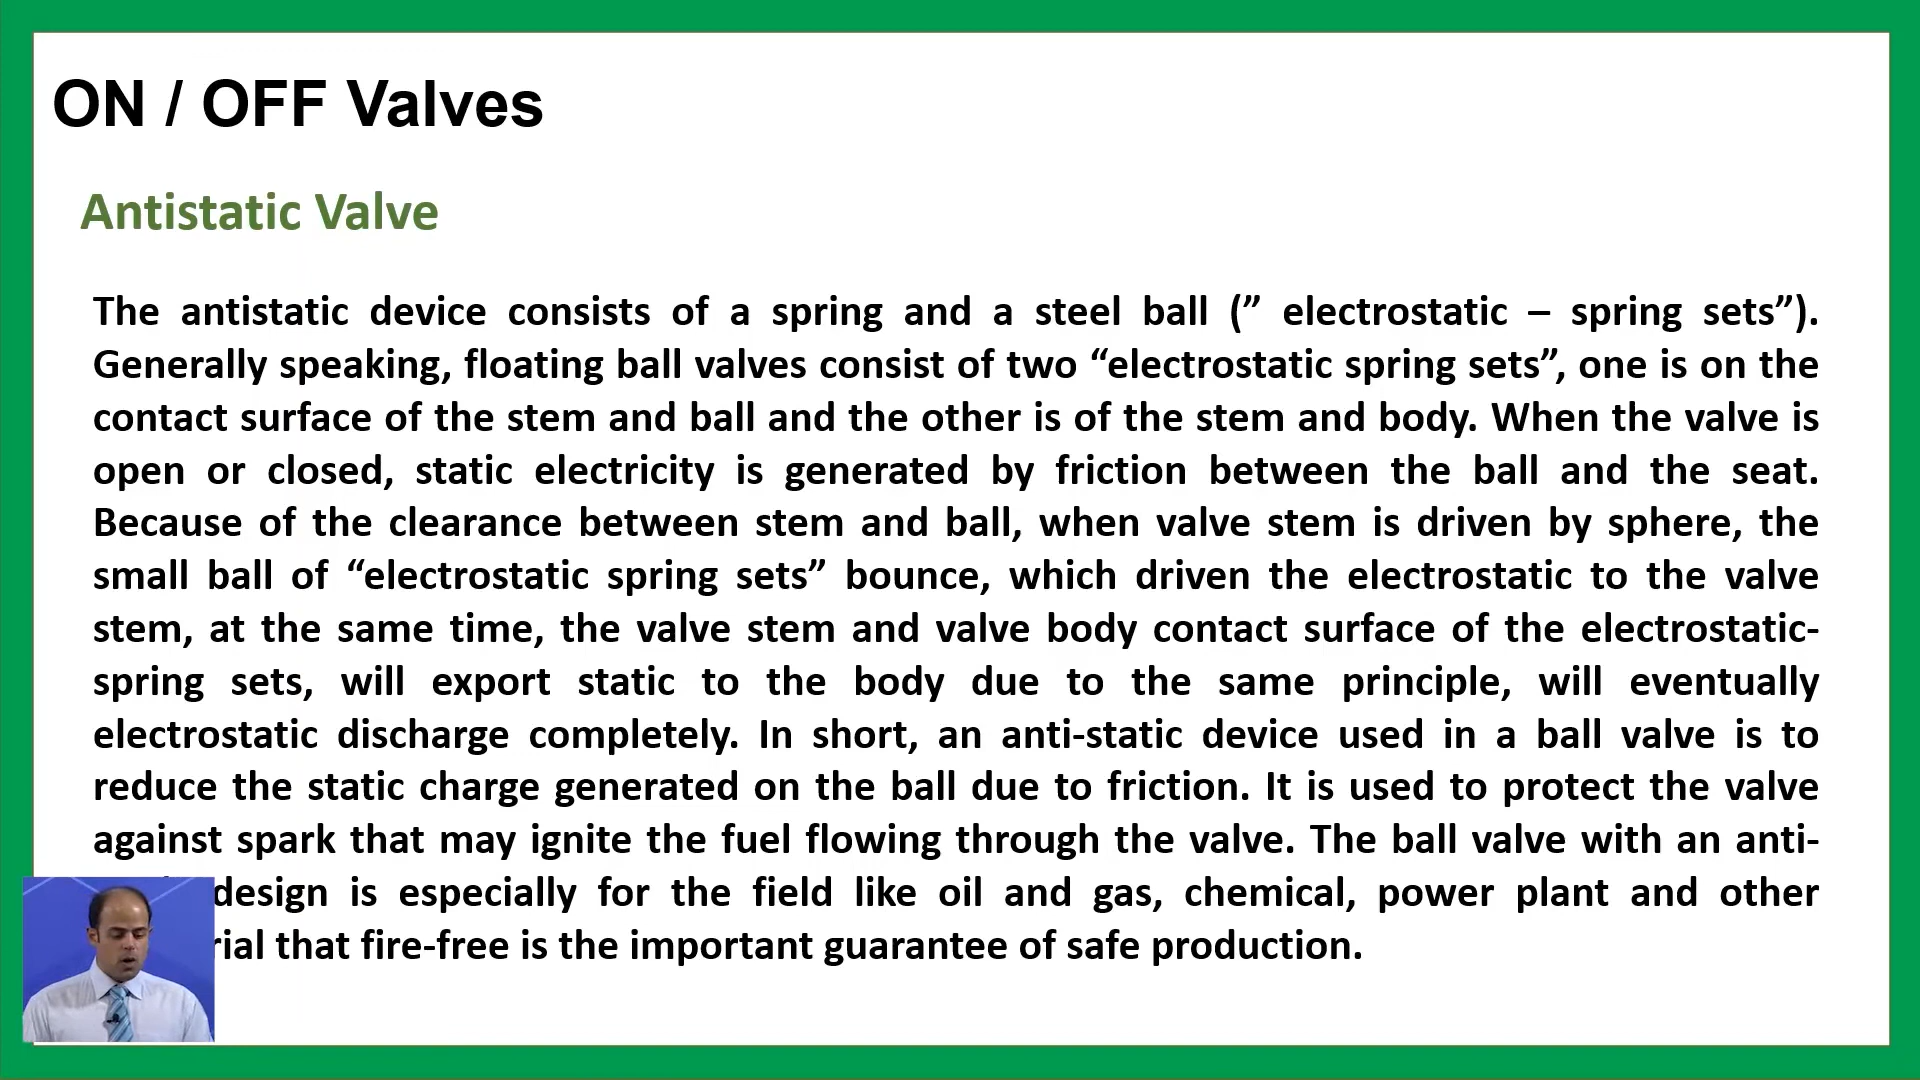 ON / OFF Valves
Antistatic Valve
The antistatic device consists of a spring and a steel ball (” electrostatic – spring sets”).
Generally speaking, floating ball valves consist of two “electrostatic spring sets”, one is on the
contact surface of the stem and ball and the other is of the stem and body. When the valve is
open or closed, static electricity is generated by friction between the ball and the seat.
Because of the clearance between stem and ball, when valve stem is driven by sphere, the
small ball of “electrostatic spring sets” bounce, which driven the electrostatic to the valve
stem, at the same time, the valve stem and valve body contact surface of the electrostatic-
spring sets, will export static to the body due to the same principle, will eventually
electrostatic discharge completely. In short, an anti-static device used in a ball valve is to
reduce the static charge generated on the ball due to friction. It is used to protect the valve
against spark that may ignite the fuel flowing through the valve. The ball valve with an anti-
design is especially for the field like oil and gas, chemical, power plant and other
that fire-free is the important guarantee of safe production.